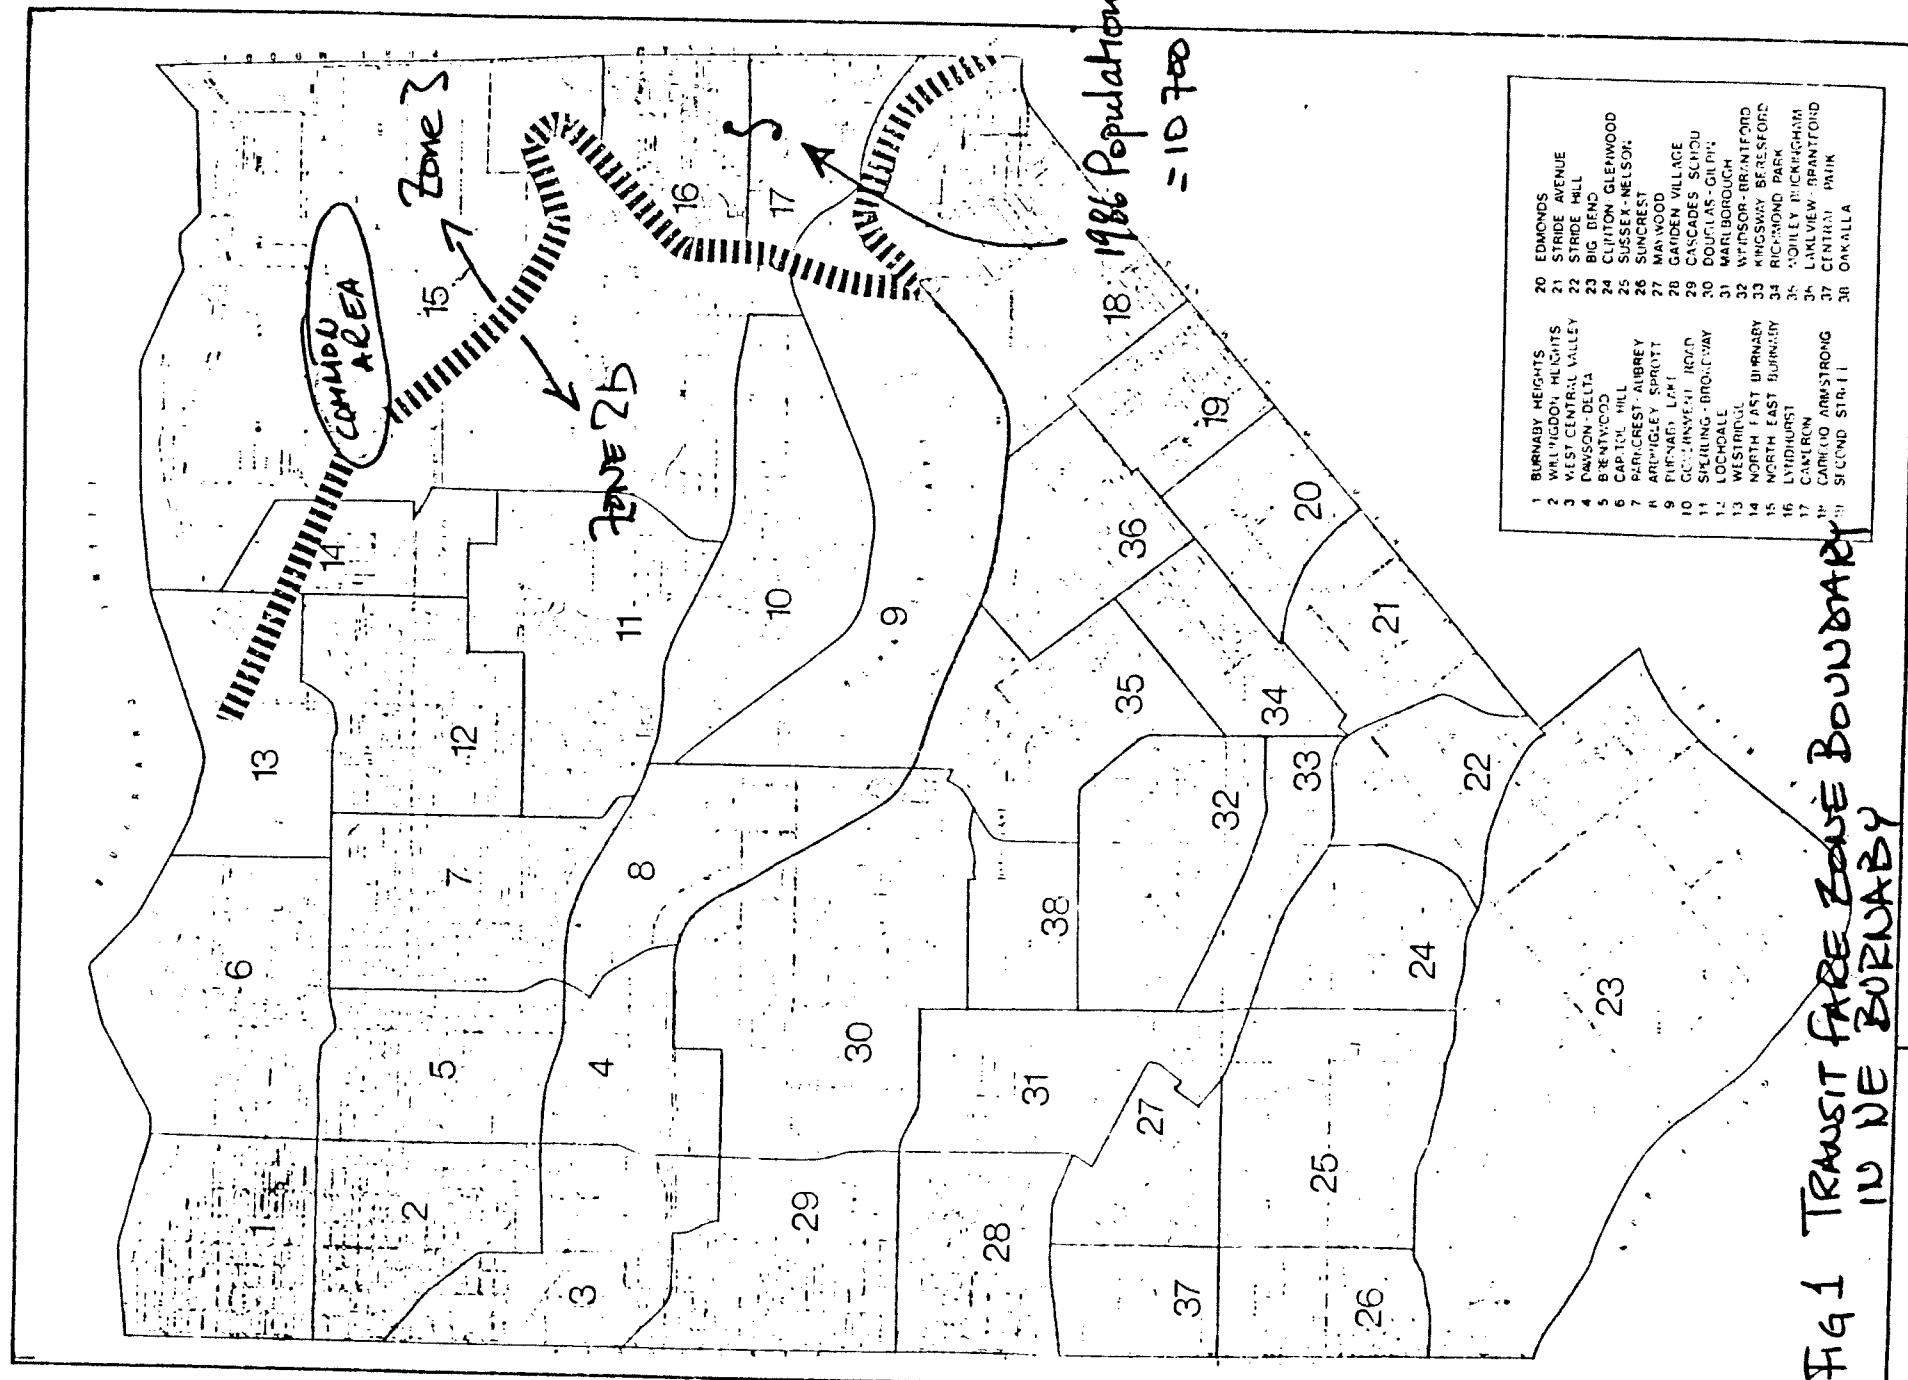 Zone 3
COMMON
AREA
ZONE 2b
1986 Population
= 10 700
1
2
3
4
5
6
7
8
9
10
11
12
13
14
15
16
17
18
19
20
21
22
23
24
25
26
27
28
29
30
31
32
33
34
35
36
37
38
1 BURNABY HEIGHTS
2 WILLINGDON HEIGHTS
3 WEST CENTRAL VALLEY
4 DAWSON-DELTA
5 BRENTWOOD
6 CAPITOL HILL
7 PARKCREST-AUBREY
8 ARDINGLEY SPROTT
9 BURNABY LAKE
10 GOVERNMENT ROAD
11 SPERLING-BROADWAY
12 LOCHDALE
13 WESTRIDGE
14 NORTH EAST BURNABY
15 NORTH EAST BURNABY
16 LYNDHURST
17 CAMERON
18 CARIBOO ARMSTRONG
19 SECOND STREET
20 EDMONDS
21 STRIDE AVENUE
22 STRIDE HILL
23 BIG BEND
24 CLINTON GLENWOOD
25 SUSSEX-NELSON
26 SUNCREST
27 MAYWOOD
28 GARDEN VILLAGE
29 CASCADES SCHOU
30 DOUGLAS-GILPIN
31 MARLBOROUGH
32 WINDSOR-BRANTFORD
33 KINGSWAY BERESFORD
34 RICHMOND PARK
35 MORLEY BUCKINGHAM
36 LAKEVIEW BRANTFORD
37 CENTRAL PARK
38 OAKALLA
FIG 1 TRANSIT FARE ZONE BOUNDARY
IN NE BURNABY